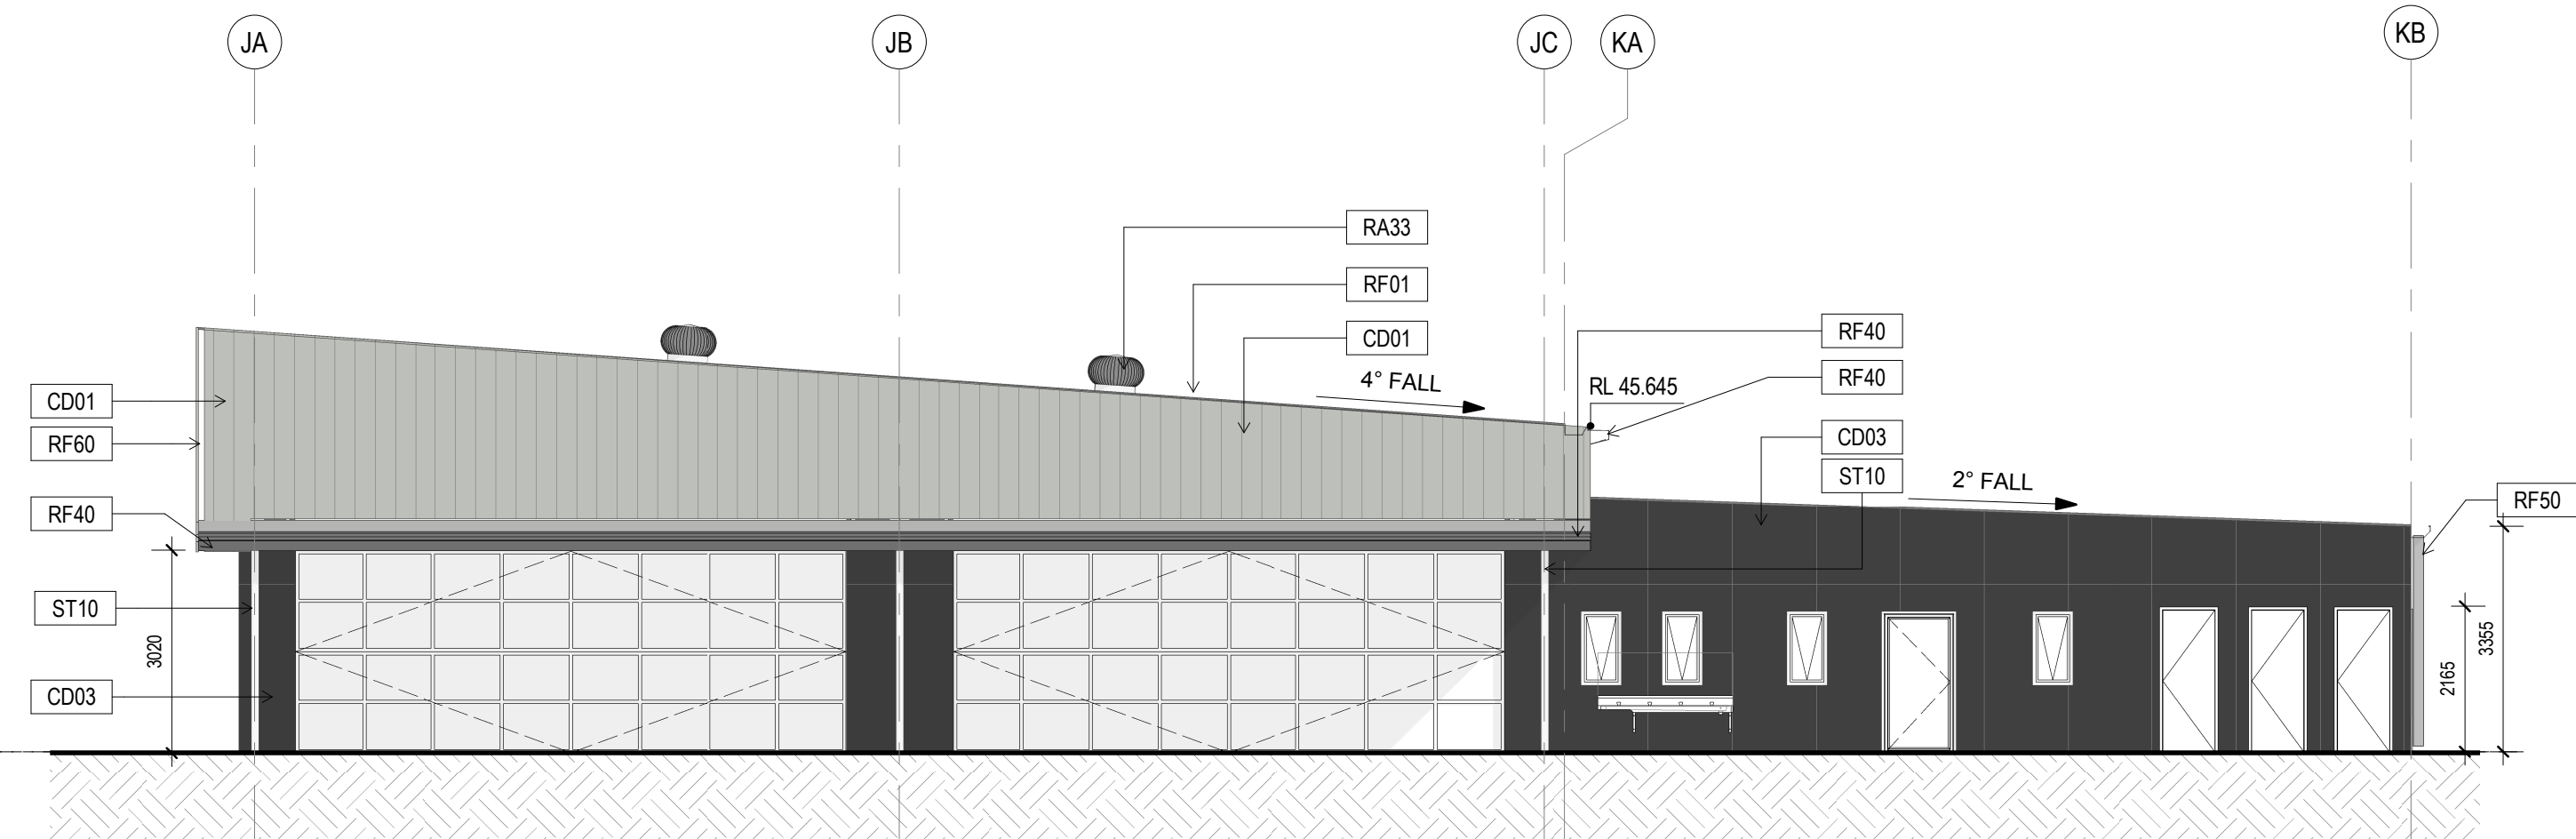 JA
JB
JC
KA
KB
RA33
RF01
CD01
4° FALL
RL 45.645
RF40
RF40
CD03
ST10
2° FALL
RF50
CD01
RF60
RF40
ST10
CD03
3020
2165
3355